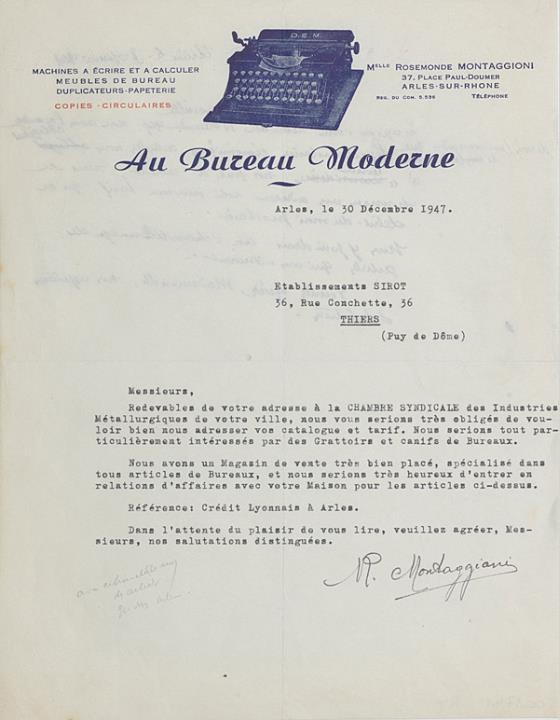 MACHINES A ÉCRIRE ET A CALCULER
MEUBLES DE BUREAU
DUPLICATEURS-PAPETERIE
COPIES - CIRCULAIRES
D.E.M.
MELLE ROSEMONDE MONTAGGIONI
37, PLACE PAUL-DOUMER
ARLES-SUR-RHONE
REG. DU COM. 5.536 TÉLÉPHONE
Au Bureau Moderne
Arles, le 30 Décembre 1947.
Etablissements SIROT
36, Rue Conchette, 36
THIERS
(Puy de Dôme)
Messieurs,
Redevables de votre adresse à la CHAMBRE SYNDICALE des Industries
Métallurgiques de votre ville, nous vous serions très obligés de vou-
loir bien nous adresser vos catalogue et tarif. Nous serions tout par-
ticulièrement intéressés par des Grattoirs et canifs de Bureaux.
Nous avons un Magasin de vente très bien placé, spécialisé dans
tous articles de Bureaux, et nous serions très heureux d'entrer en
relations d'affaires avec votre Maison pour les articles ci-dessus.
Référence: Crédit Lyonnais à Arles.
Dans l'attente du plaisir de vous lire, veuillez agréer, Mes-
sieurs, nos salutations distinguées.
R. Montaggioni